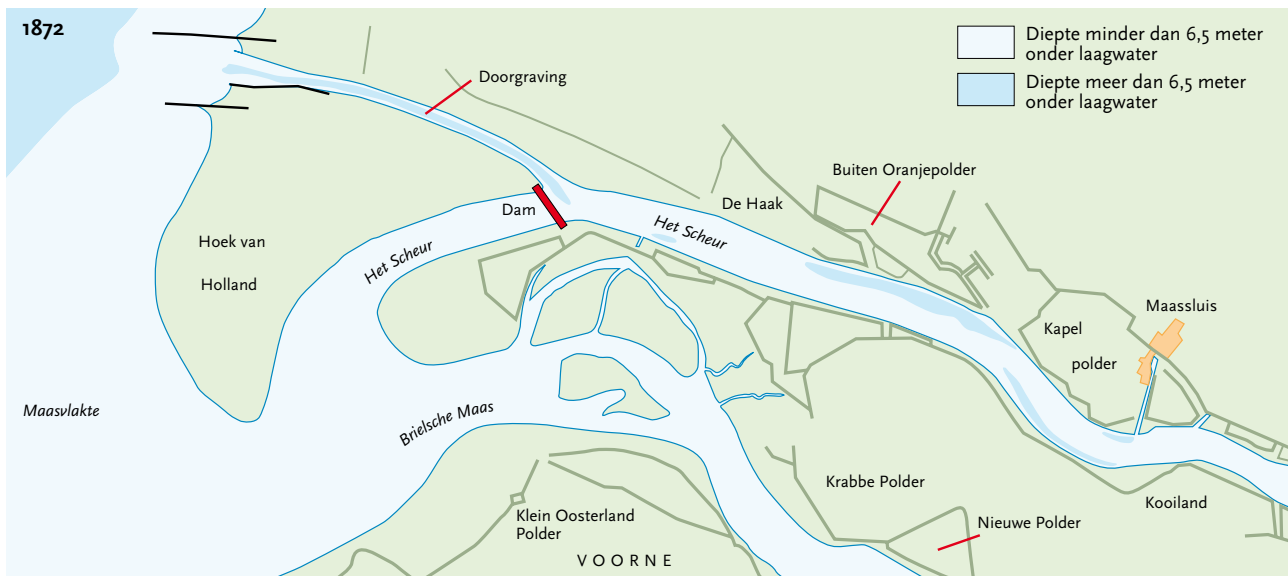 1872
Diepte minder dan 6,5 meter
onder laagwater
Diepte meer dan 6,5 meter
onder laagwater
Doorgraving
Buiten Oranjepolder
De Haak
Dam
Het Scheur
Hoek van
Holland
Het Scheur
Maassluis
Kapel
polder
Maasvlakte
Brielsche Maas
Krabbe Polder
Kooiland
Klein Oosterland
Polder
Nieuwe Polder
VOORNE